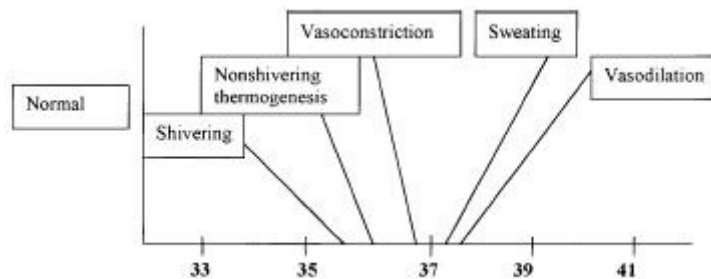 Vasoconstriction
Sweating
Nonshivering
thermogenesis
Vasodilation
Normal
Shivering
33 35 37 39 41